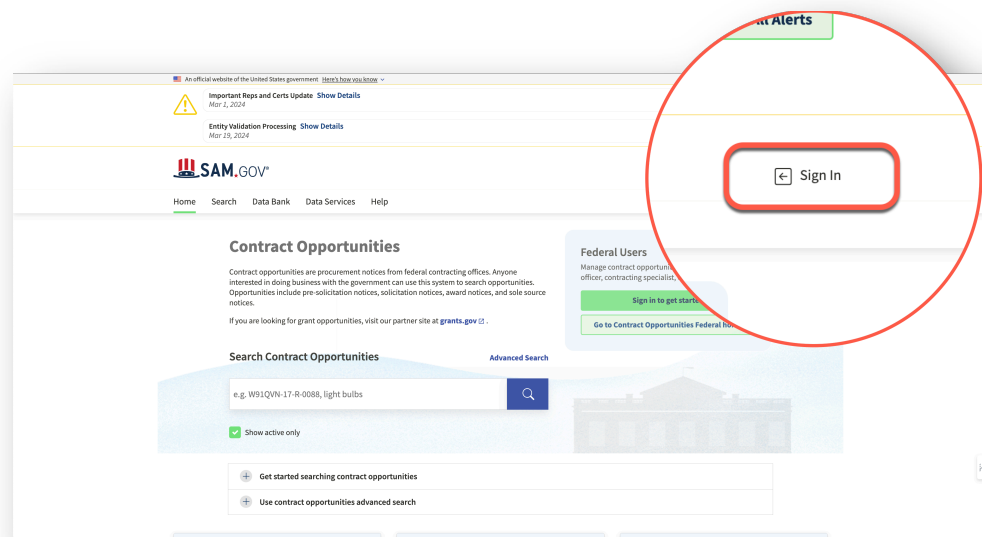 All Alerts
An official website of the United States government Here's how you know
Important Reps and Certs Update Show Details
Mar 1, 2024
Entity Validation Processing Show Details
Mar 19, 2024
SAM.GOV®
Sign In
Home Search Data Bank Data Services Help
Contract Opportunities
Contract opportunities are procurement notices from federal contracting offices. Anyone
interested in doing business with the government can use this system to search opportunities.
Opportunities include pre-solicitation notices, solicitation notices, award notices, and sole source
notices.
If you are looking for grant opportunities, visit our partner site at grants.gov .
Federal Users
Manage contract
officer, contracting specialist,
Sign in to get
Go to Contract Opportunities Federal
Search Contract Opportunities Advanced Search
e.g. W91QVN-17-R-0088, light bulbs
Show active only
Get started searching contract opportunities
Use contract opportunities advanced search